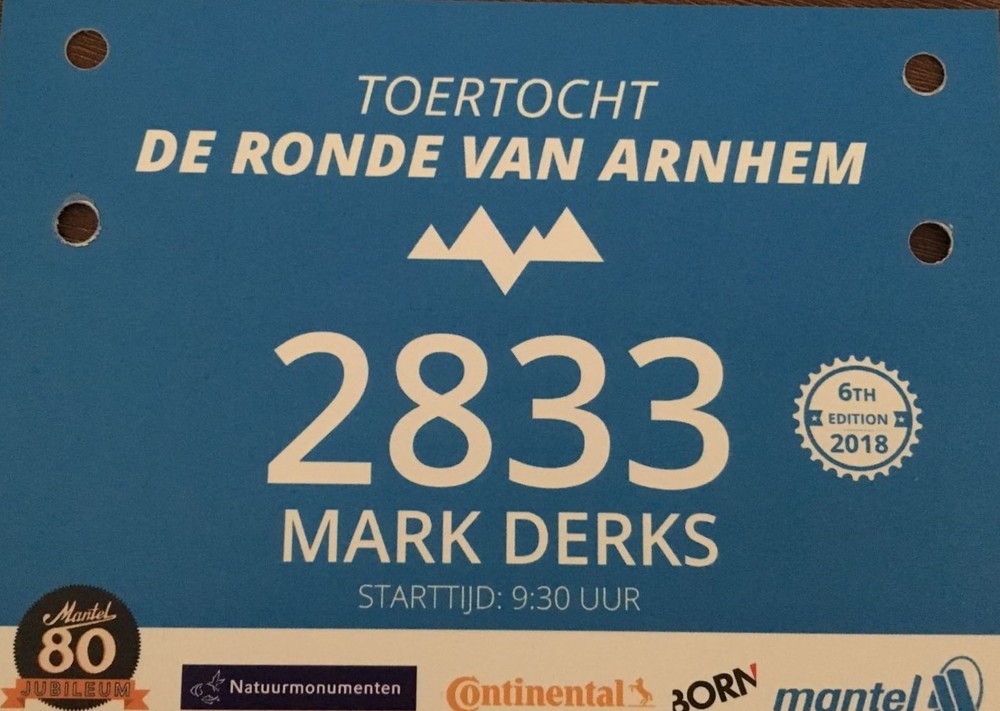 TOERTOCHT
DE RONDE VAN ARNHEM
2833
6TH
EDITION
2018
MARK DERKS
STARTTIJD: 9:30 UUR
Mantel
80
JUBILEUM
Natuurmonumenten
Continental
BORN
mantel